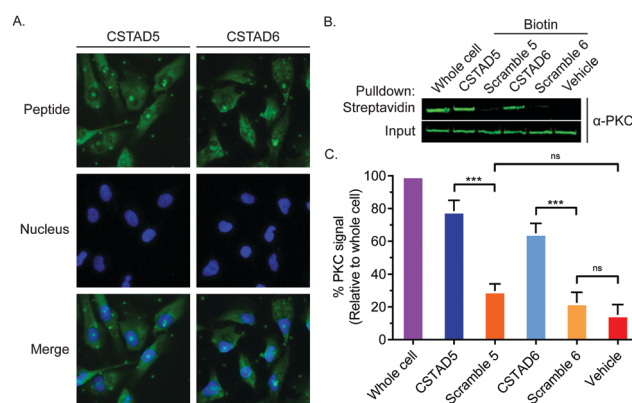 A.
CSTAD5
CSTAD6
Peptide
Nucleus
Merge
B.
Biotin
Whole cell
CSTAD5
Scramble 5
CSTAD6
Scramble 6
Vehicle
Pulldown:
Streptavidin
Input
α-PKC
C.
ns
***
***
ns
% PKC signal
(Relative to whole cell)
100
80
60
40
20
0
Whole cell
CSTAD5
Scramble 5
CSTAD6
Scramble 6
Vehicle